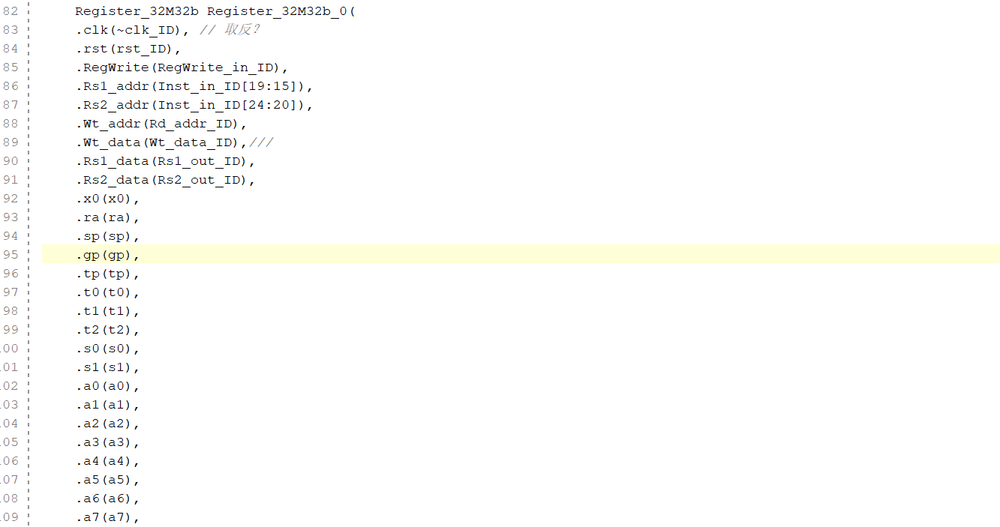 82 Register_32M32b Register_32M32b_0(
83 .clk(~clk_ID), // 取反?
84 .rst(rst_ID),
85 .RegWrite(RegWrite_in_ID),
86 .Rs1_addr(Inst_in_ID[19:15]),
87 .Rs2_addr(Inst_in_ID[24:20]),
88 .Wt_addr(Rd_addr_ID),
89 .Wt_data(Wt_data_ID),///
90 .Rs1_data(Rs1_out_ID),
91 .Rs2_data(Rs2_out_ID),
92 .x0(x0),
93 .ra(ra),
94 .sp(sp),
95 .gp(gp),
96 .tp(tp),
97 .t0(t0),
98 .t1(t1),
99 .t2(t2),
00 .s0(s0),
01 .s1(s1),
02 .a0(a0),
03 .a1(a1),
04 .a2(a2),
05 .a3(a3),
06 .a4(a4),
07 .a5(a5),
08 .a6(a6),
09 .a7(a7),